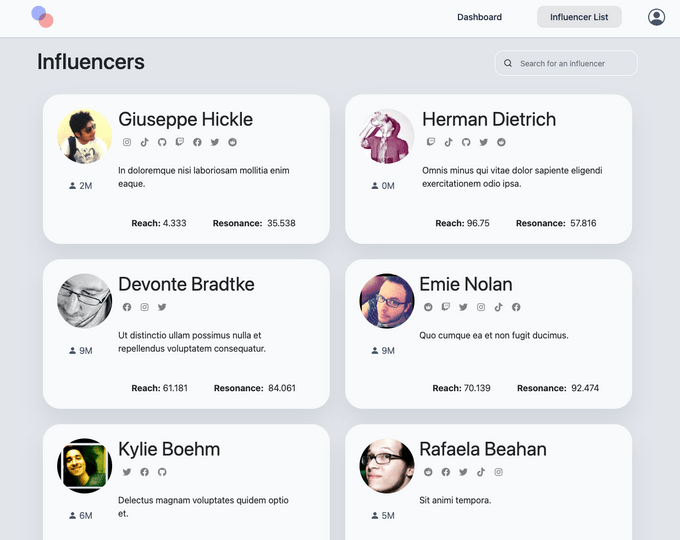 Dashboard
Influencer List
Influencers
Search for an influencer
Giuseppe Hickle
In doloremque nisi laboriosam mollitia enim
eaque.
2M
Reach: 4.333 Resonance: 35.538
Herman Dietrich
Omnis minus qui vitae dolor sapiente eligendi
exercitationem odio ipsa.
0M
Reach: 96.75 Resonance: 57.816
Devonte Bradtke
Ut distinctio ullam possimus nulla et
repellendus voluptatem consequatur.
9M
Reach: 61.181 Resonance: 84.061
Emie Nolan
Quo cumque ea et non fugit ducimus.
9M
Reach: 70.139 Resonance: 92.474
Kylie Boehm
Delectus magnam voluptates quidem optio
et.
6M
Rafaela Beahan
Sit animi tempora.
5M